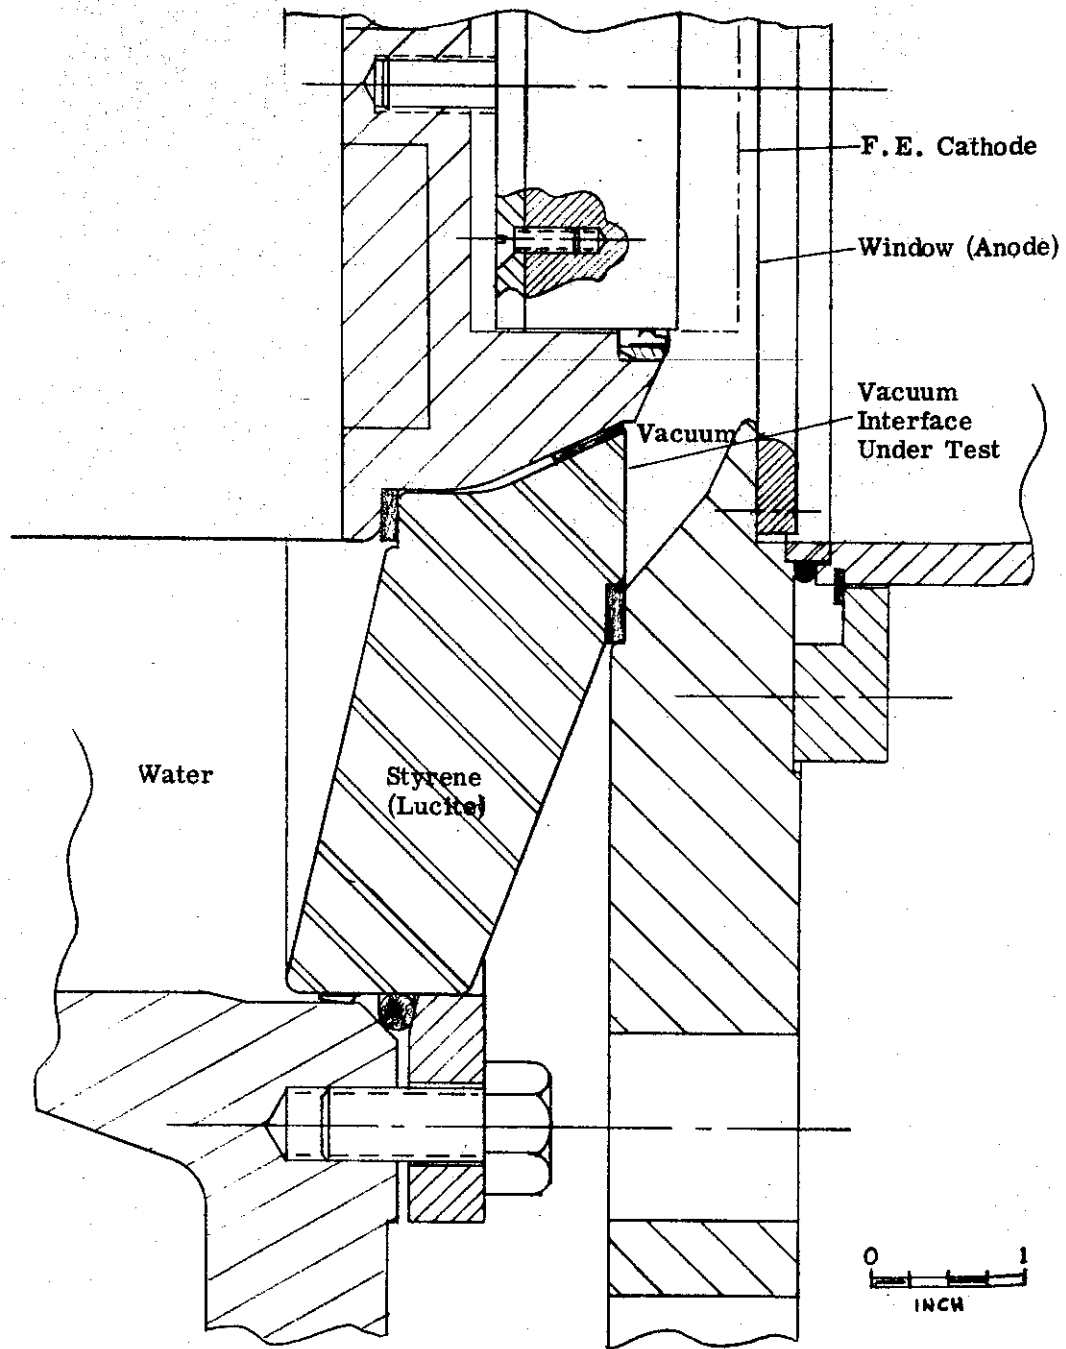 F.E. Cathode
Window (Anode)
Vacuum
Interface
Under Test
Vacuum
Water
Styrene
(Lucite)
0 1
INCH